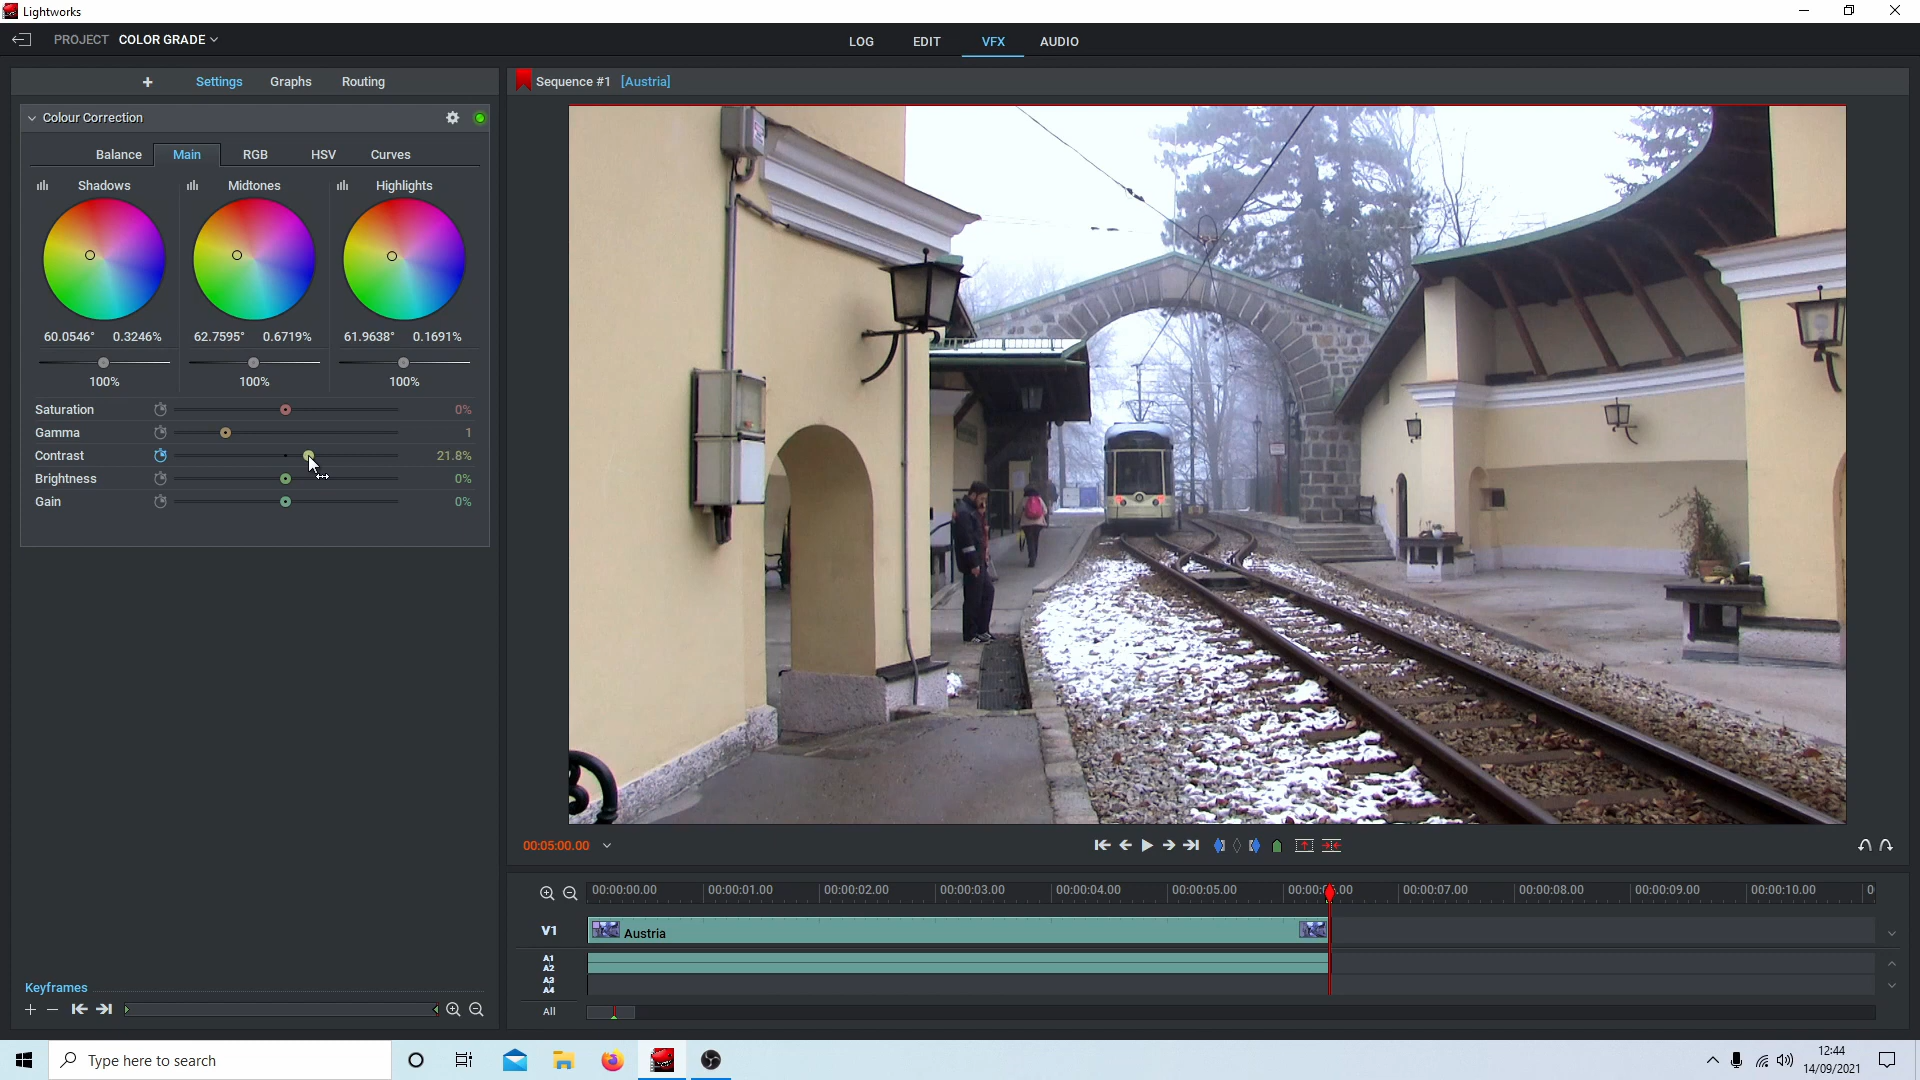 Lightworks
PROJECT COLOR GRADE
LOG EDIT VFX AUDIO
+ Settings Graphs Routing
Sequence #1 [Austria]
Colour Correction
Balance Main RGB HSV Curves
Shadows Midtones Highlights
60.0546° 0.3246% 62.7595° 0.6719% 61.9638° 0.1691%
100% 100% 100%
Saturation 0%
Gamma 1
Contrast 21.8%
Brightness 0%
Gain 0%
00:05:00.00
00:00:00.00 00:00:01.00 00:00:02.00 00:00:03.00 00:00:04.00 00:00:05.00 00:00:07.00 00:00:08.00 00:00:09.00 00:00:10.00
V1 Austria
A1
A2
A3
A4
All
Keyframes
Type here to search
12:44
14/09/2021